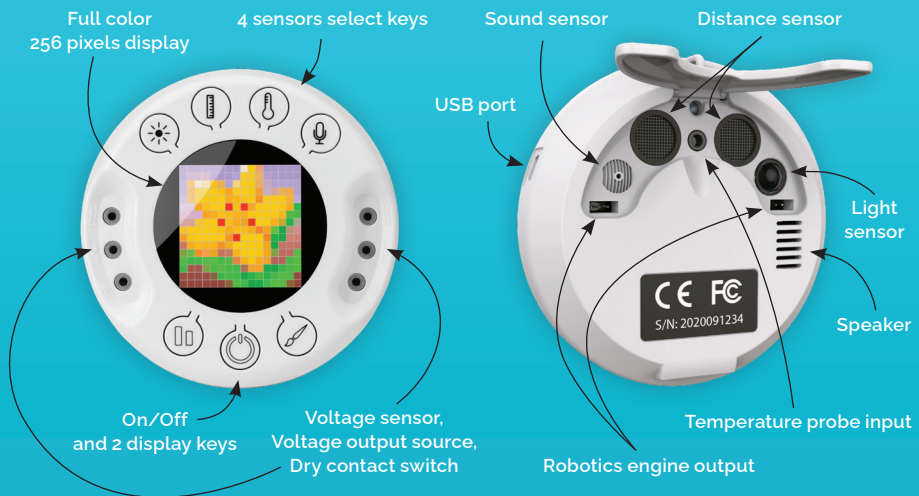 Full color
256 pixels display
4 sensors select keys
Sound sensor
Distance sensor
USB port
Light
sensor
CE FC
S/N: 2020091234
Speaker
On/Off
and 2 display keys
Voltage sensor,
Voltage output source,
Dry contact switch
Temperature probe input
Robotics engine output